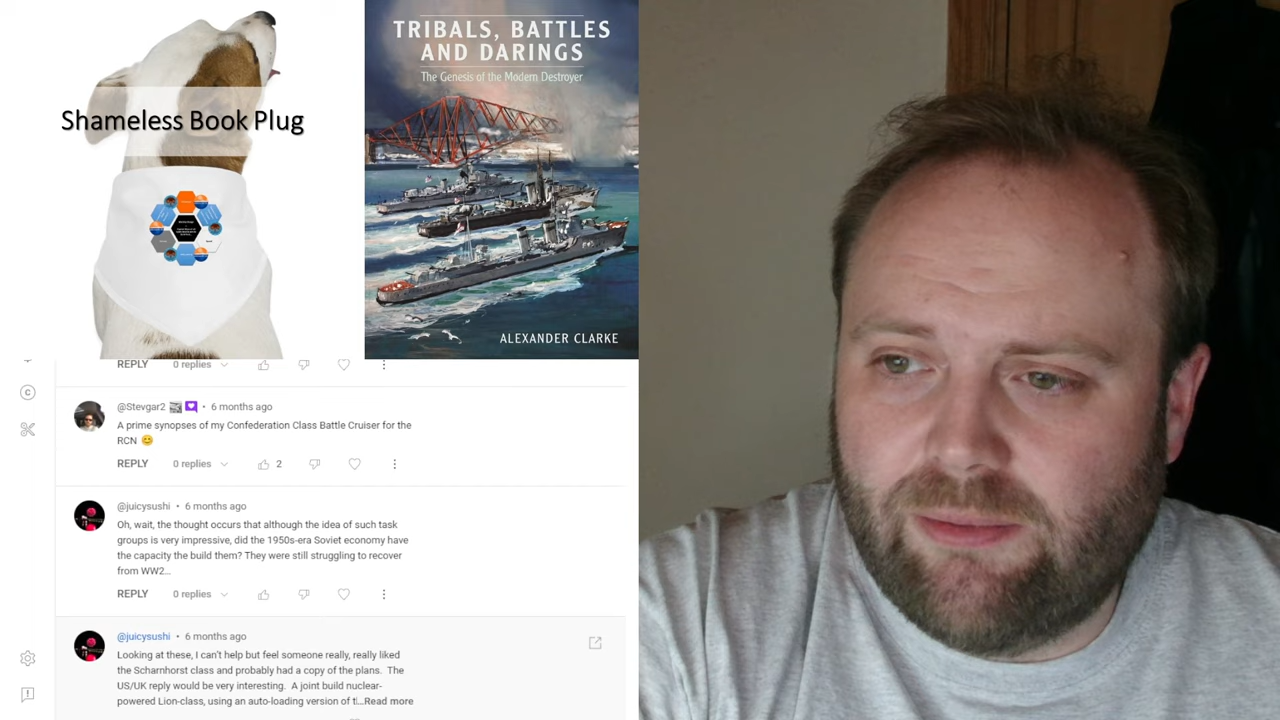 Shameless Book Plug
TRIBALS, BATTLES
AND DARINGS
The Genesis of the Modern Destroyer
ALEXANDER CLARKE
REPLY 0 replies
@Stevgar2 • 6 months ago
A prime synopses of my Confederation Class Battle Cruiser for the
RCN 😊
REPLY 0 replies 2
@juicysushi • 6 months ago
Oh, wait, the thought occurs that although the idea of such task
groups is very impressive, did the 1950s-era Soviet economy have
the capacity the build them? They were still struggling to recover
from WW2...
REPLY 0 replies
@juicysushi • 6 months ago
Looking at these, I can't help but feel someone really, really liked
the Scharnhorst class and probably had a copy of the plans. The
US/UK reply would be very interesting. A joint build nuclear-
powered Lion-class, using an auto-loading version of t...Read more